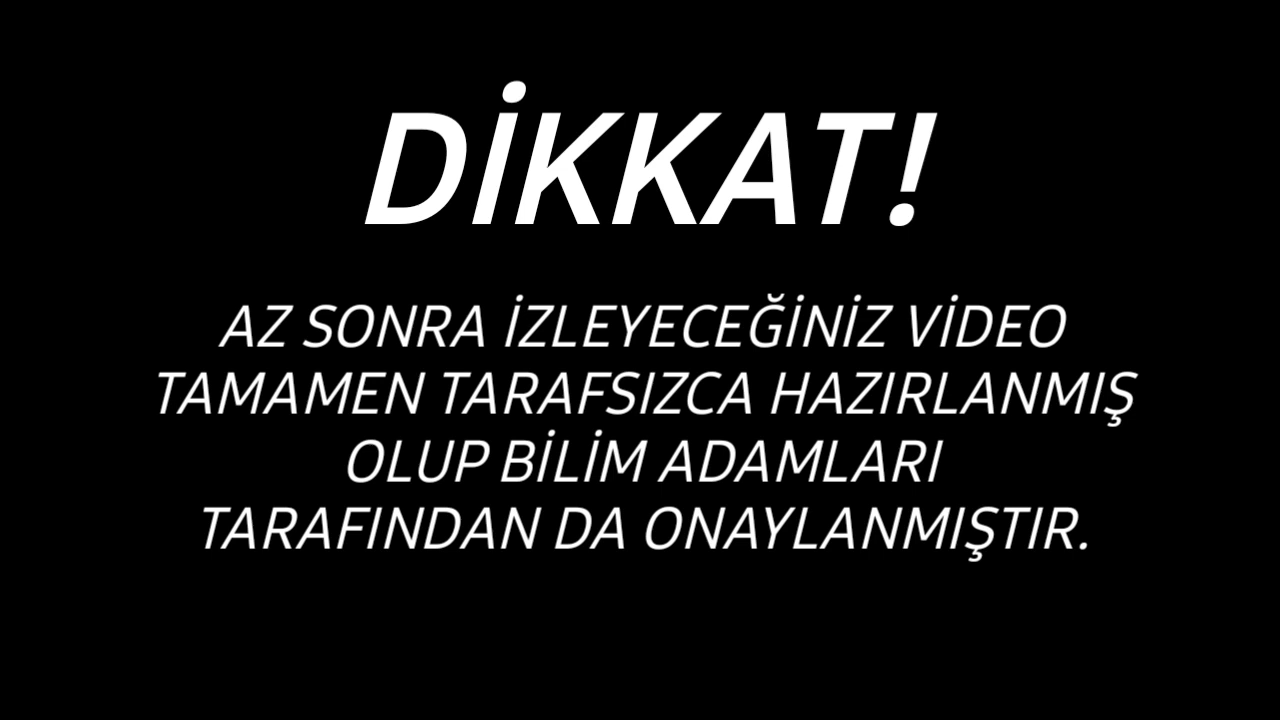 DİKKAT!
AZ SONRA İZLEYECEĞİNİZ VİDEO
TAMAMEN TARAFSIZCA HAZIRLANMIŞ
OLUP BİLİM ADAMLARI
TARAFINDAN DA ONAYLANMIŞTIR.